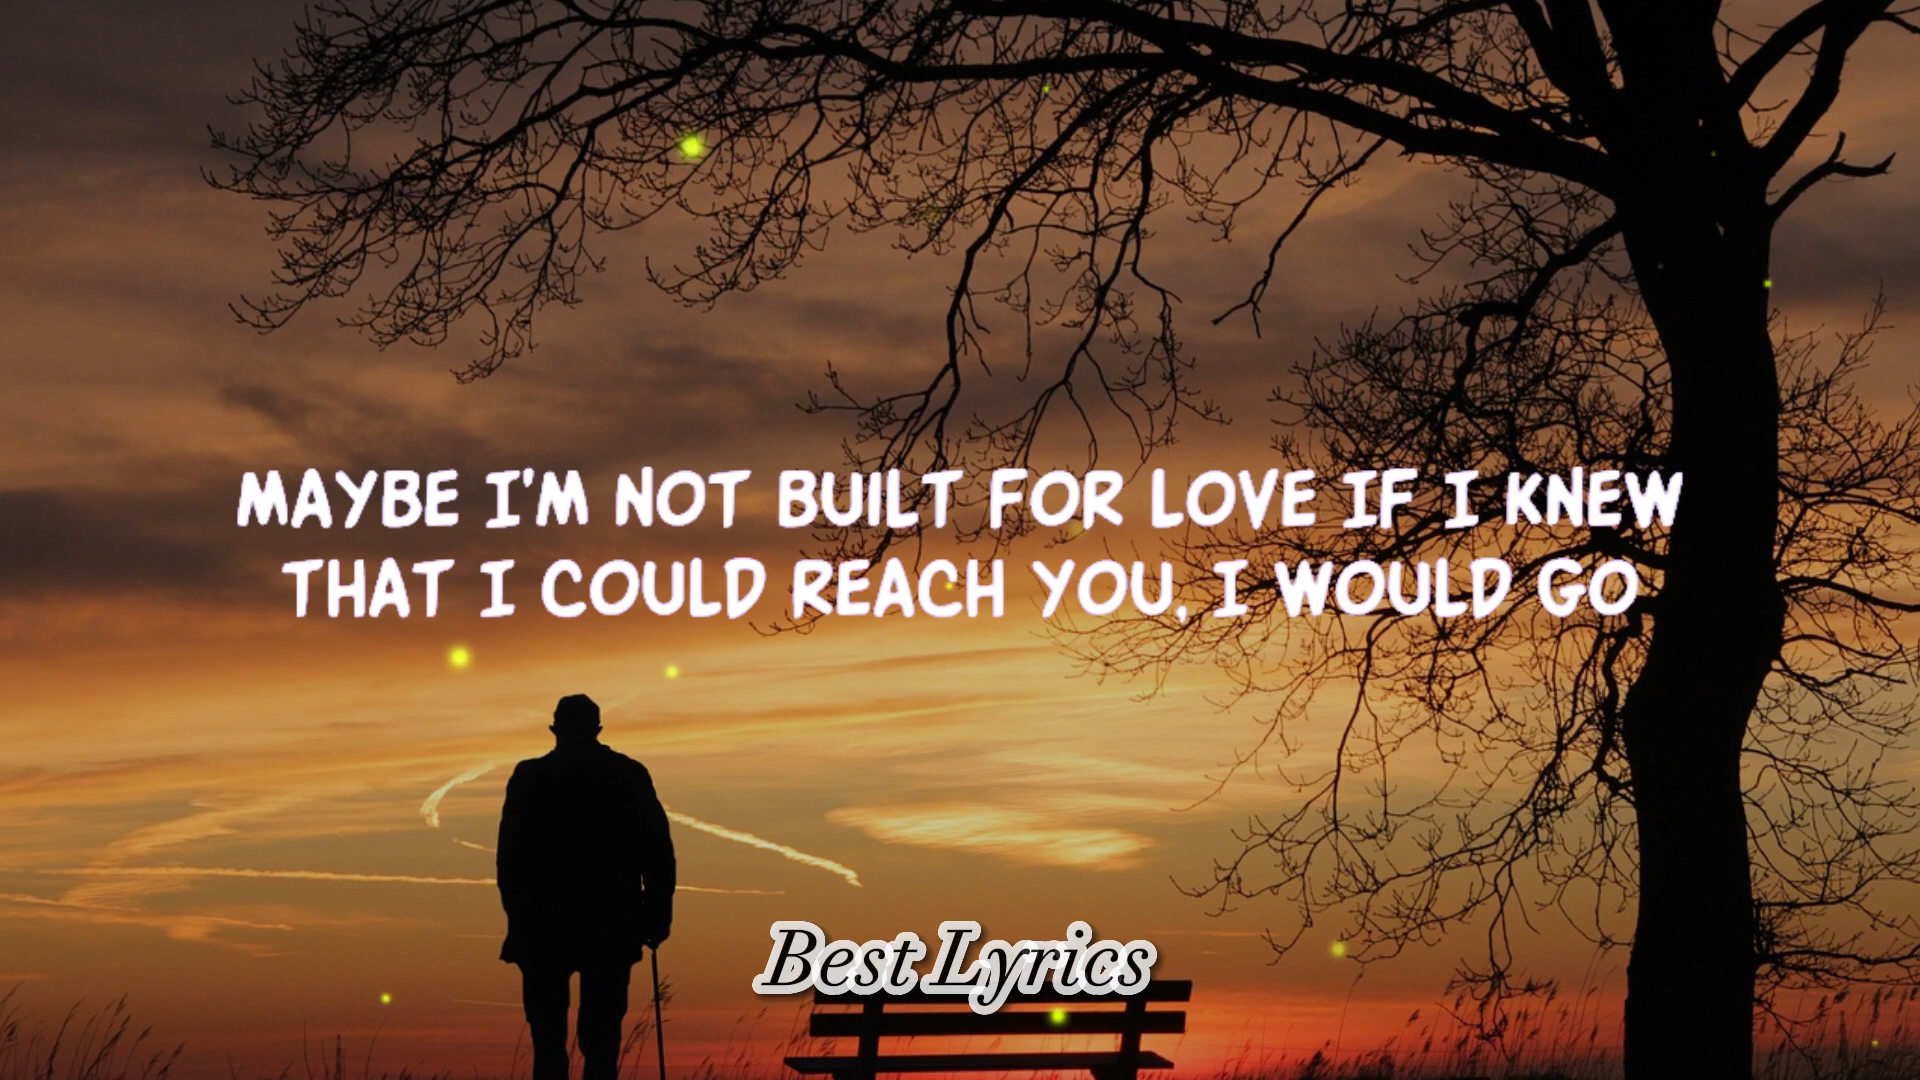 MAYBE I'M NOT BUILT FOR LOVE IF I KNEW
THAT I COULD REACH YOU, I WOULD GO
Best Lyrics